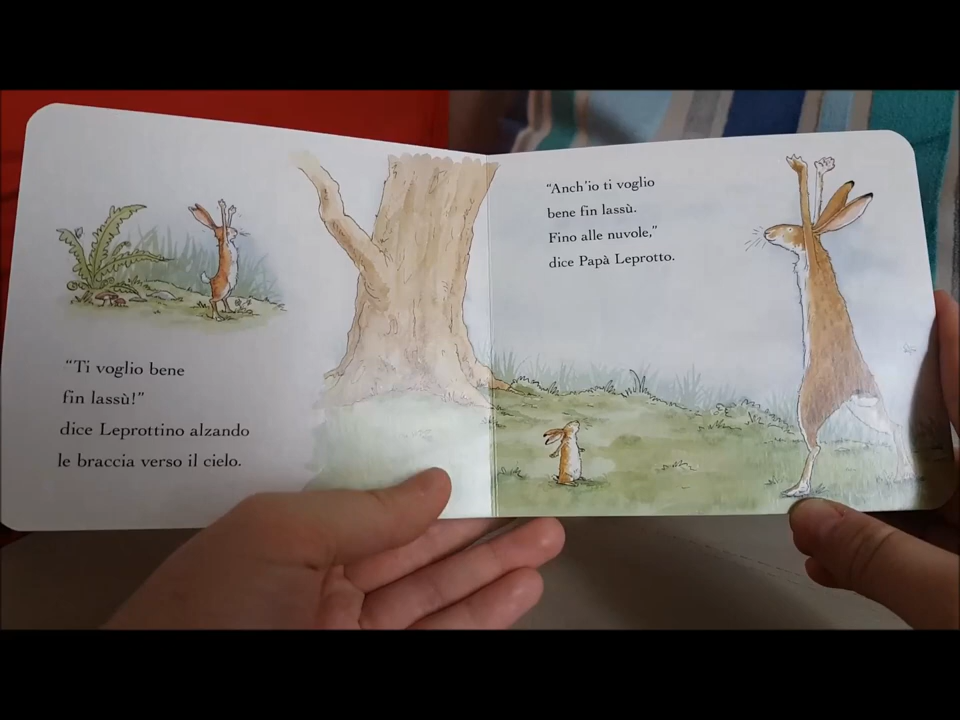 “Ti voglio bene
fin lassù!”
dice Leprottino alzando
le braccia verso il cielo.
“Anch’io ti voglio
bene fin lassù.
Fino alle nuvole,”
dice Papà Leprotto.